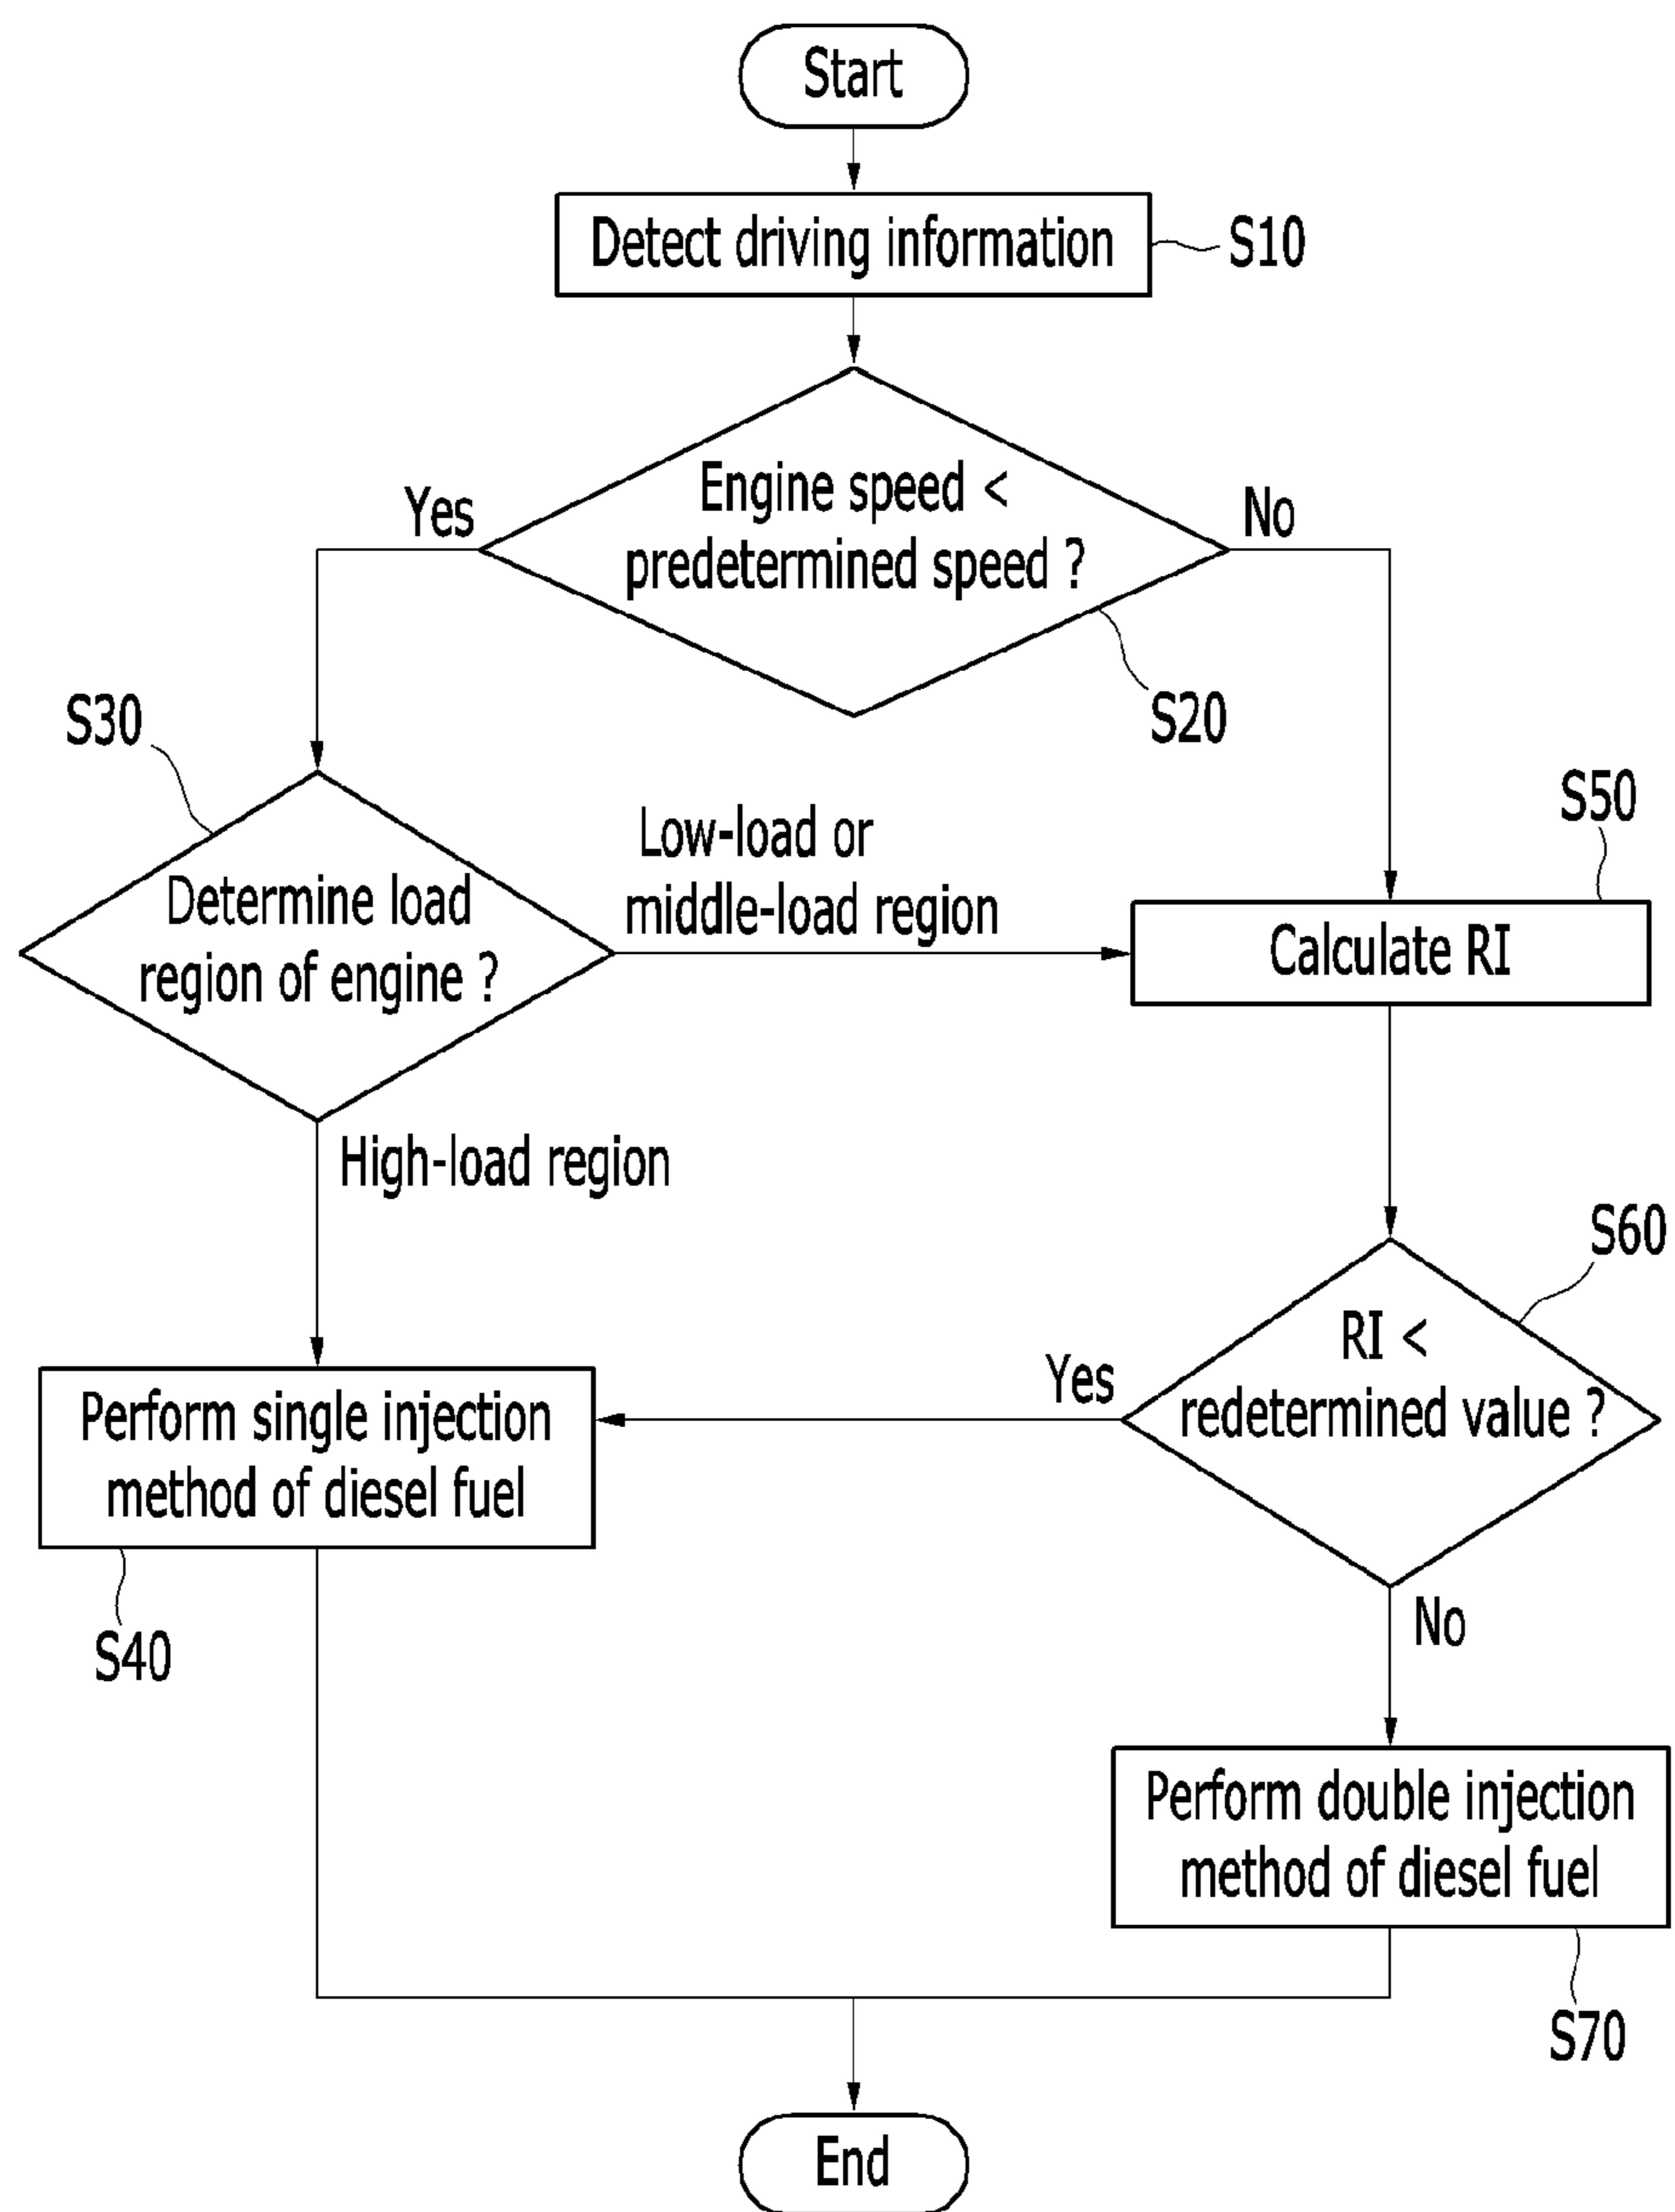 Start
Detect driving information
S10
Engine speed <
predetermined speed ?
Yes
No
S20
S30
Determine load
region of engine ?
Low-load or
middle-load region
S50
Calculate RI
High-load region
S60
RI <
redetermined value ?
Yes
Perform single injection
method of diesel fuel
S40
No
Perform double injection
method of diesel fuel
S70
End